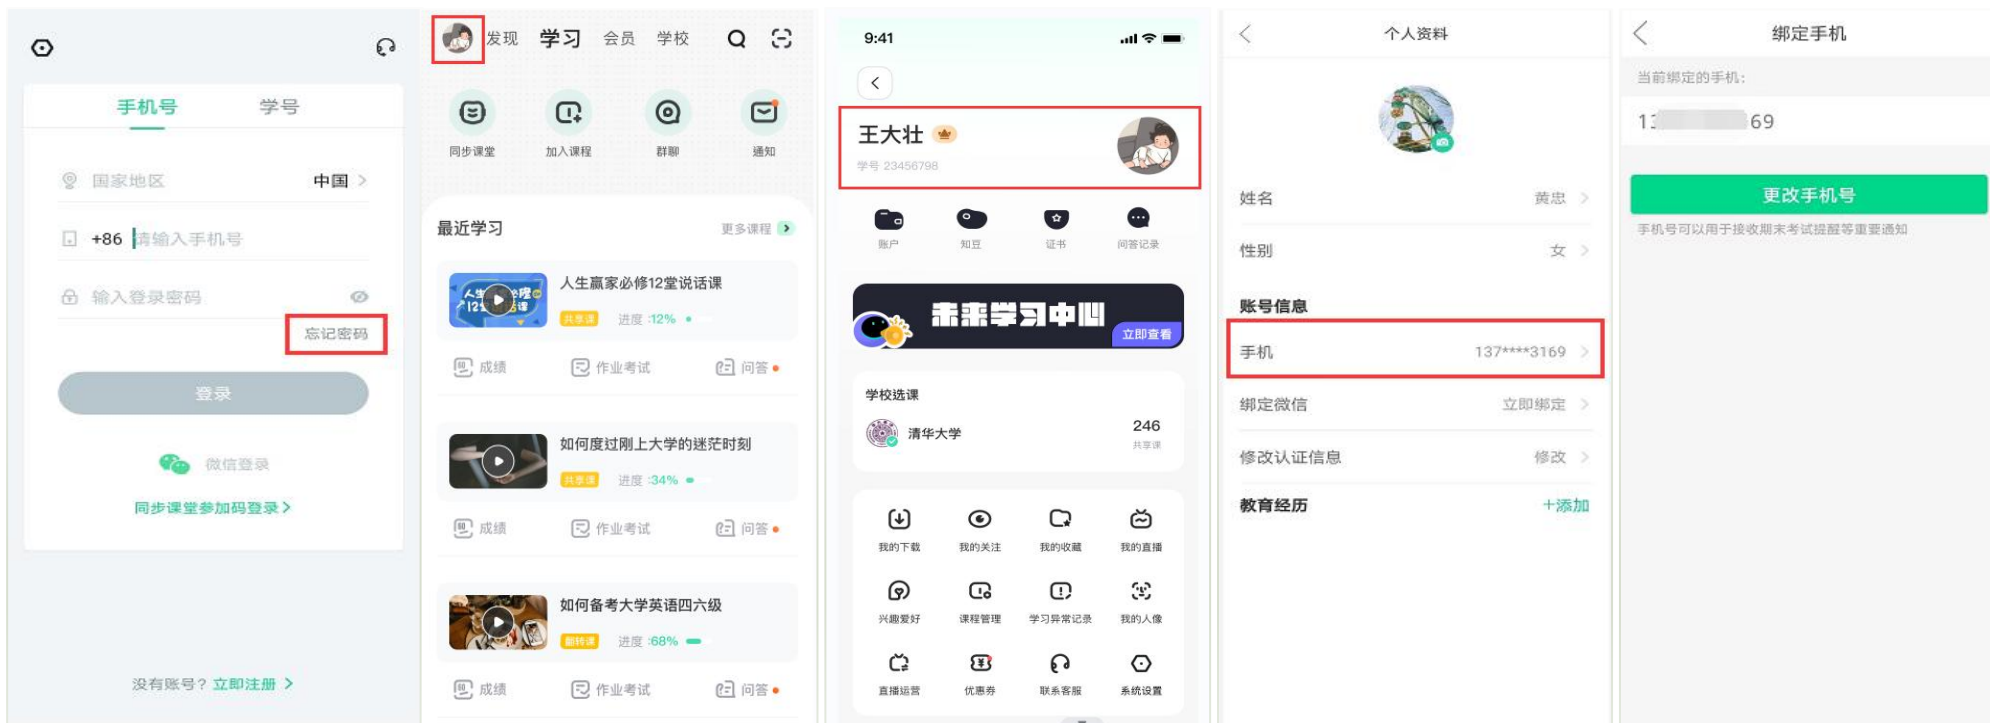 手机号 学号
国家地区 中国 >
+86 请输入手机号
输入登录密码
忘记密码
登录
微信登录
同步课堂参加码登录 >
没有账号？立即注册 >
发现 学习 会员 学校
同步课堂 加入课程 群聊 通知
最近学习 更多课程
人生赢家必修12堂说话课
共享课 进度 :12%
成绩 作业考试 问答
如何度过刚上大学的迷茫时刻
共享课 进度 :34%
成绩 作业考试 问答
如何备考大学英语四六级
翻转课 进度 :68%
成绩 作业考试 问答
9:41
王大壮
学号 23456798
账户 知豆 证书 问答记录
未来学习中心
立即查看
学校选课
清华大学 246
共享课
我的下载 我的关注 我的收藏 我的直播
兴趣爱好 课程管理 学习异常记录 我的人像
直播运营 优惠券 联系客服 系统设置
个人资料
姓名 黄忠 >
性别 女 >
账号信息
手机 137****3169 >
绑定微信 立即绑定 >
修改认证信息 修改 >
教育经历 +添加
绑定手机
当前绑定的手机：
69
更改手机号
手机号可以用于接收期末考试提醒等重要通知